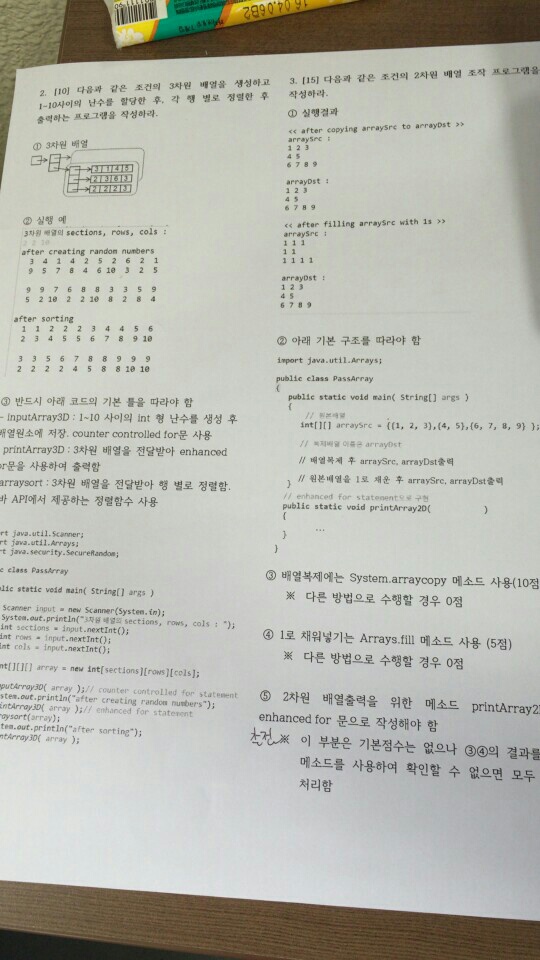 16.04.06B2
2. [10] 다음과 같은 조건의 3차원 배열을 생성하고
1~10사이의 난수를 할당한 후, 각 행 별로 정렬한 후
출력하는 프로그램을 작성하라.
① 3차원 배열
3 1 4 5
2 3 6 3
2 2 2 3
② 실행 예
3차원 배열의 sections, rows, cols :
2 2 10
after creating random numbers
3 4 1 4 2 5 2 6 2 1
9 5 7 8 4 6 10 3 2 5
9 9 7 6 8 8 3 3 5 9
5 2 10 2 2 10 8 2 8 4
after sorting
1 1 2 2 2 3 4 4 5 6
2 3 4 5 5 6 7 8 9 10
3 3 5 6 7 8 8 9 9 9
2 2 2 2 4 5 8 8 10 10
③ 반드시 아래 코드의 기본 틀을 따라야 함
- inputArray3D : 1~10 사이의 int 형 난수를 생성 후
배열원소에 저장. counter controlled for문 사용
printArray3D : 3차원 배열을 전달받아 enhanced
or문을 사용하여 출력함
arraysort : 3차원 배열을 전달받아 행 별로 정렬함.
바 API에서 제공하는 정렬함수 사용
rt java.util.Scanner;
rt java.util.Arrays;
rt java.security.SecureRandom;
c class PassArray
blic static void main( String[] args )
Scanner input = new Scanner(System.in);
System.out.println("3차원 배열의 sections, rows, cols : ");
int sections = input.nextInt();
int rows = input.nextInt();
int cols = input.nextInt();
nt[][][] array = new int[sections][rows][cols];
putArray3D( array );// counter controlled for statement
stem.out.println("after creating random numbers");
intArray3D( array );// enhanced for statement
raysort(array);
stem.out.println("after sorting");
ntArray3D( array );
3. [15] 다음과 같은 조건의 2차원 배열 조작 프로그램을
작성하라.
① 실행결과
<< after copying arraySrc to arrayDst >>
arraySrc :
1 2 3
4 5
6 7 8 9
arrayDst :
1 2 3
4 5
6 7 8 9
<< after filling arraySrc with 1s >>
arraySrc :
1 1 1
1 1
1 1 1 1
arrayDst :
1 2 3
4 5
6 7 8 9
② 아래 기본 구조를 따라야 함
import java.util.Arrays;
public class PassArray
{
public static void main( String[] args )
{
// 원본배열
int[][] arraySrc = {{1, 2, 3},{4, 5},{6, 7, 8, 9} };
// 복제배열 이름은 arrayDst
// 배열복제 후 arraySrc, arrayDst출력
// 원본배열을 1로 채운 후 arraySrc, arrayDst출력
}
// enhanced for statement으로 구현
public static void printArray2D( )
{
...
}
}
③ 배열복제에는 System.arraycopy 메소드 사용(10점
※ 다른 방법으로 수행할 경우 0점
④ 1로 채워넣기는 Arrays.fill 메소드 사용 (5점)
※ 다른 방법으로 수행할 경우 0점
⑤ 2차원 배열출력을 위한 메소드 printArray2
enhanced for 문으로 작성해야 함
※ 이 부분은 기본점수는 없으나 ③④의 결과를
메소드를 사용하여 확인할 수 없으면 모두
처리함